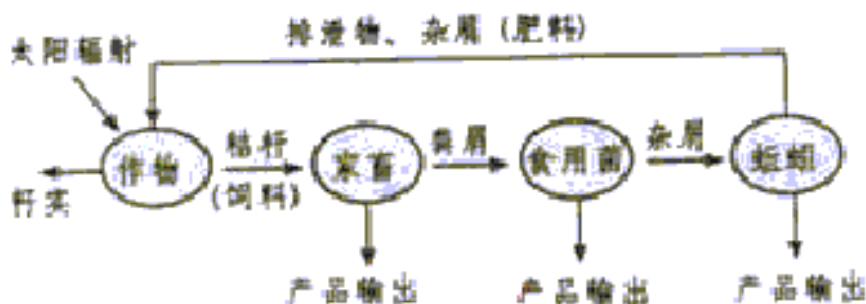 排泄物、杂屑(肥料)
太阳辐射
作物
秸秆
(饲料)
家畜
粪屑
食用菌
杂屑
蚯蚓
籽实
产品输出
产品输出
产品输出